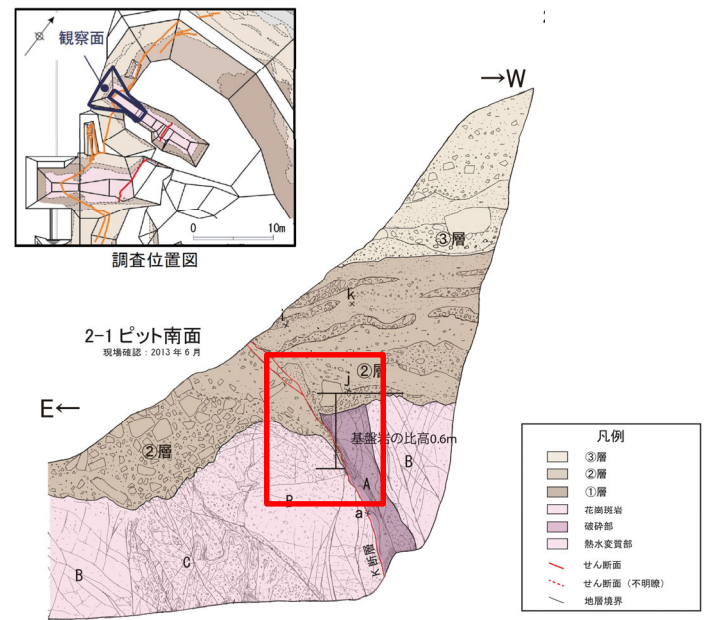 観察面
0 10m
調査位置図
→W
③層
k
i
2-1ピット南面
現場確認：2013年6月
j
②層
E←
基盤岩の比高0.6m
②層
B
A
B
a
B
C
K断層
凡例
③層
②層
①層
花崗斑岩
破砕部
熱水変質部
せん断面
せん断面（不明瞭）
地層境界